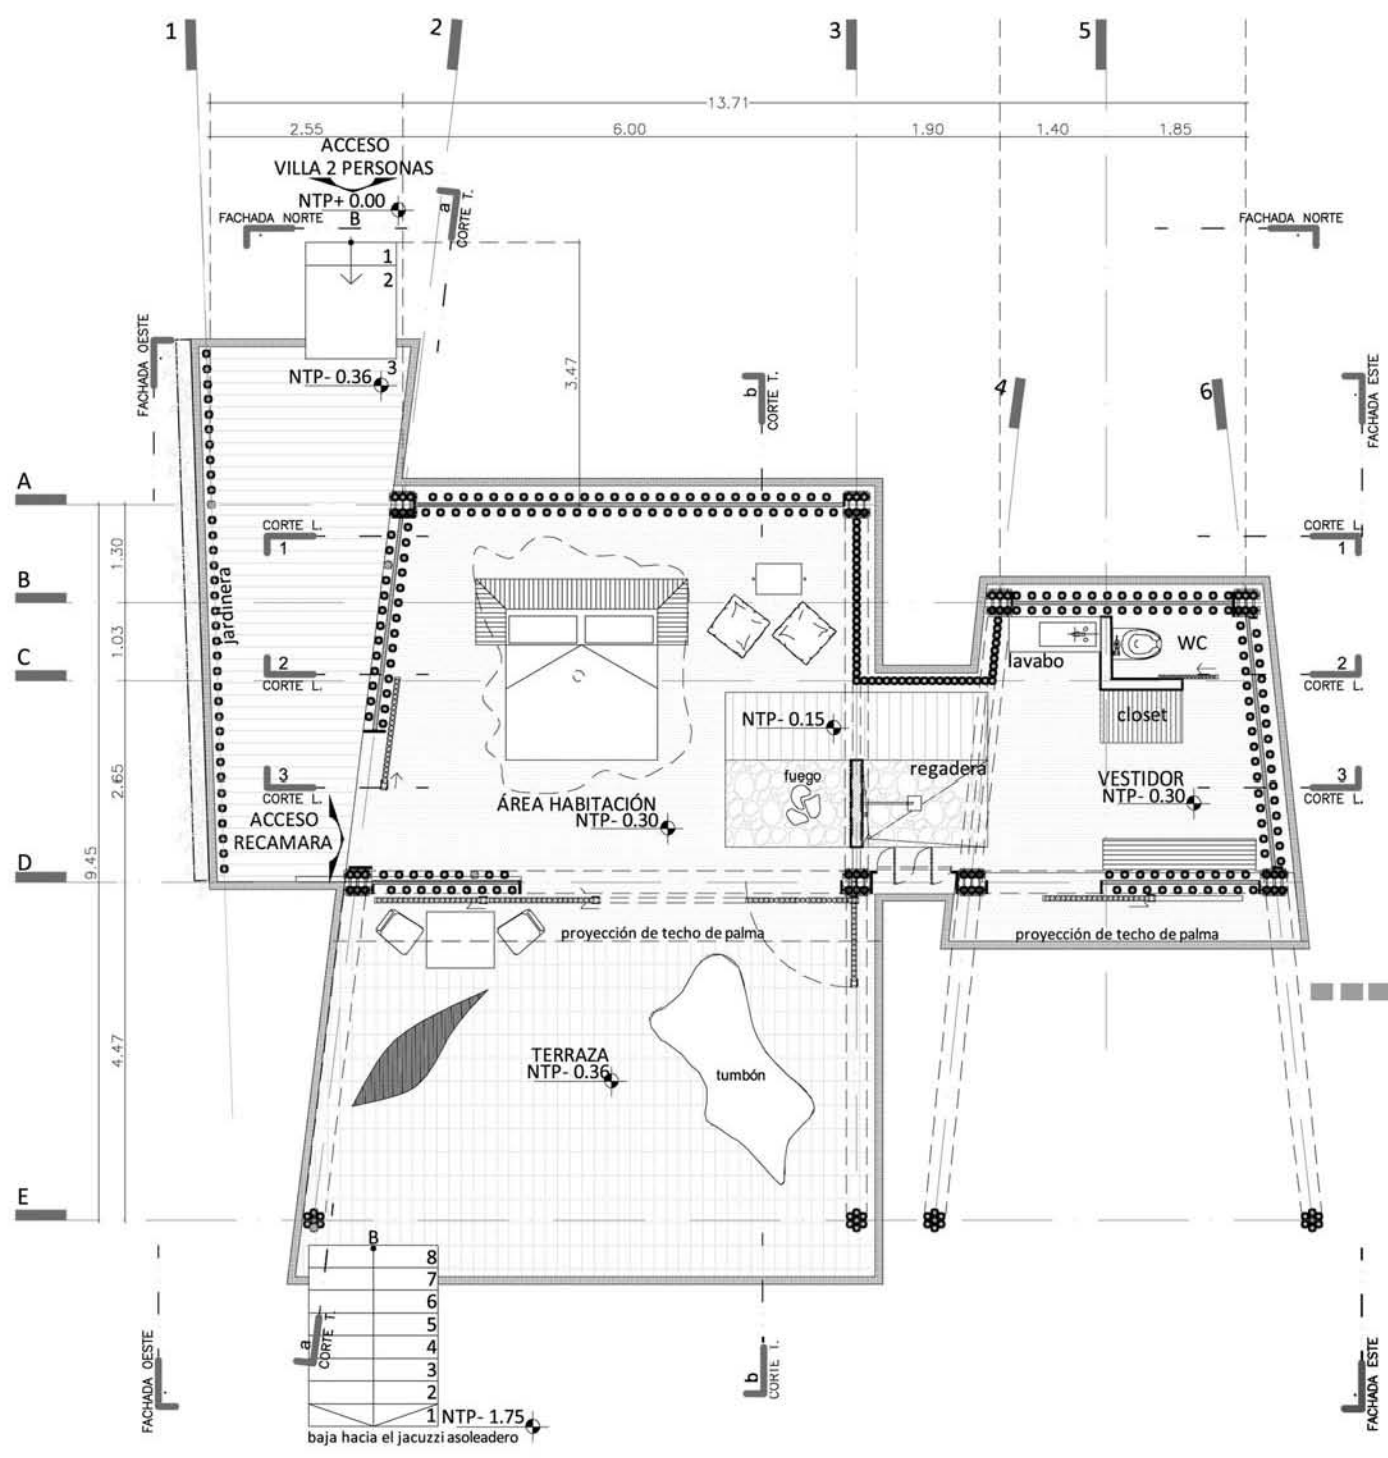 1
2
3
5
13.71
2.55
6.00
1.90
1.40
1.85
ACCESO
VILLA 2 PERSONAS
NTP+ 0.00
FACHADA NORTE
B
a
CORTE T.
FACHADA NORTE
1
2
3
NTP- 0.36
3.47
FACHADA OESTE
b
CORTE T.
4
6
FACHADA ESTE
A
CORTE L.
1
CORTE L.
1
1.30
B
jardinera
1.03
C
2
CORTE L.
lavabo
WC
2
CORTE L.
closet
NTP- 0.15
2.65
3
CORTE L.
fuego
regadera
VESTIDOR
NTP- 0.30
3
CORTE L.
ÁREA HABITACIÓN
NTP- 0.30
ACCESO
RECAMARA
9.45
D
proyección de techo de palma
proyección de techo de palma
4.47
TERRAZA
NTP- 0.36
tumbón
E
B
8
7
6
5
4
3
2
1
a
CORTE T.
b
CORTE T.
FACHADA OESTE
FACHADA ESTE
NTP- 1.75
baja hacia el jacuzzi asoleadero